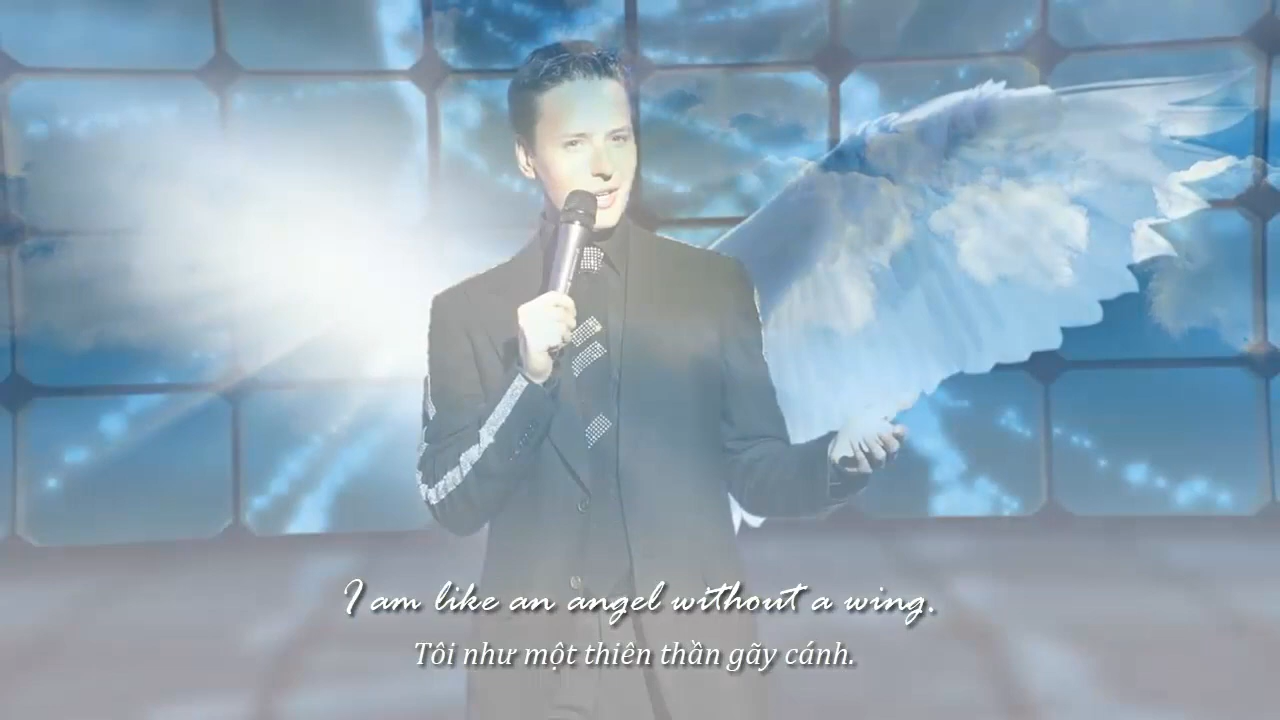 I am like an angel without a wing.
Tôi như một thiên thần gãy cánh.